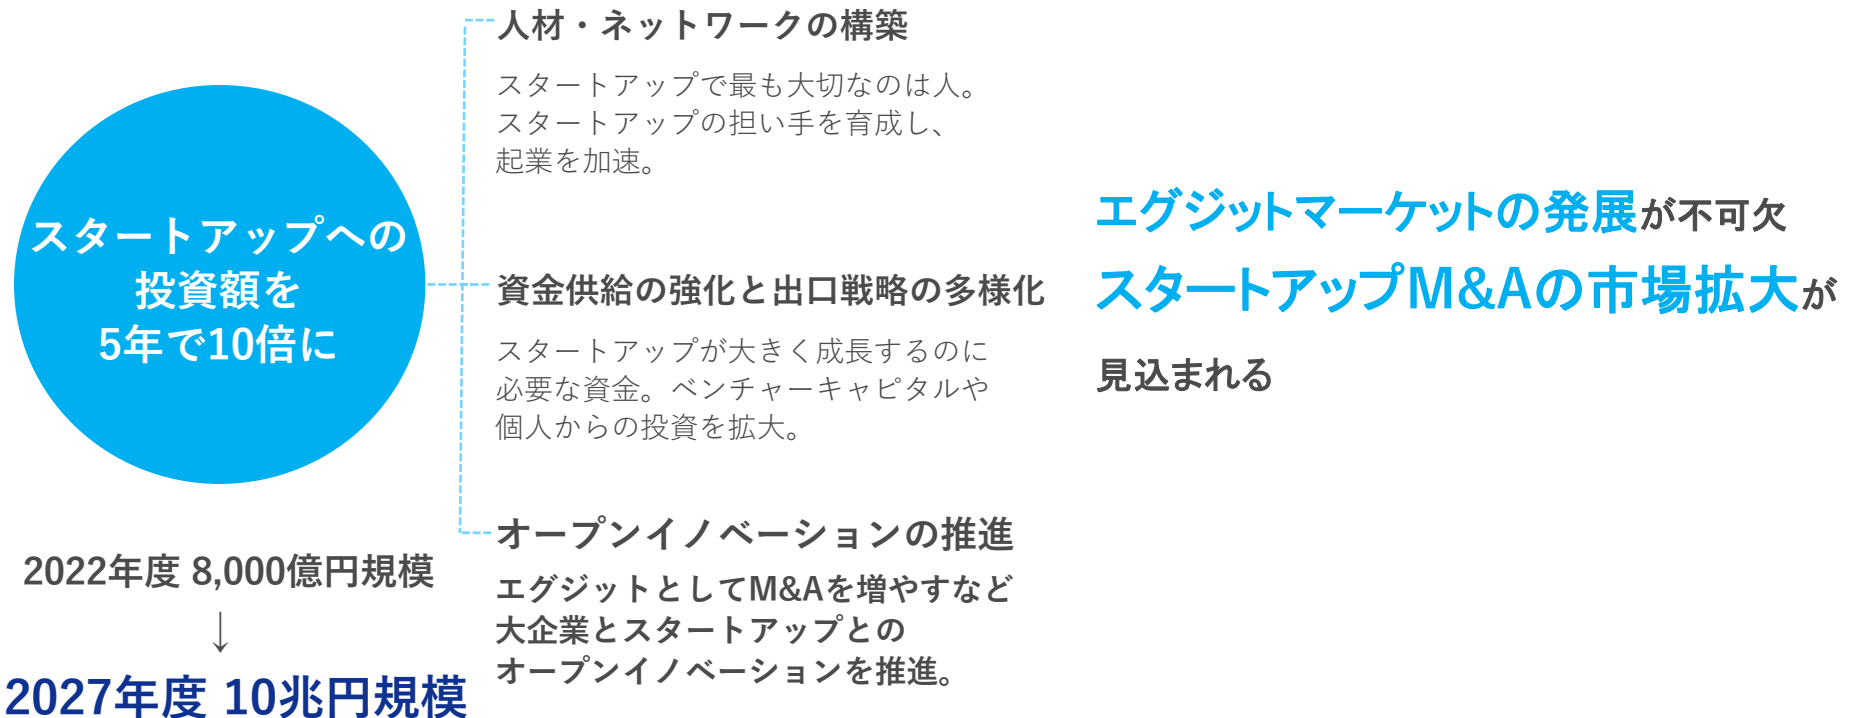 スタートアップへの
投資額を
5年で10倍に
2022年度 8,000億円規模
↓
2027年度 10兆円規模
人材・ネットワークの構築
スタートアップで最も大切なのは人。
スタートアップの担い手を育成し、
起業を加速。
資金供給の強化と出口戦略の多様化
スタートアップが大きく成長するのに
必要な資金。ベンチャーキャピタルや
個人からの投資を拡大。
オープンイノベーションの推進
エグジットとしてM&Aを増やすなど
大企業とスタートアップとの
オープンイノベーションを推進。
エグジットマーケットの発展が不可欠
スタートアップM&Aの市場拡大が
見込まれる